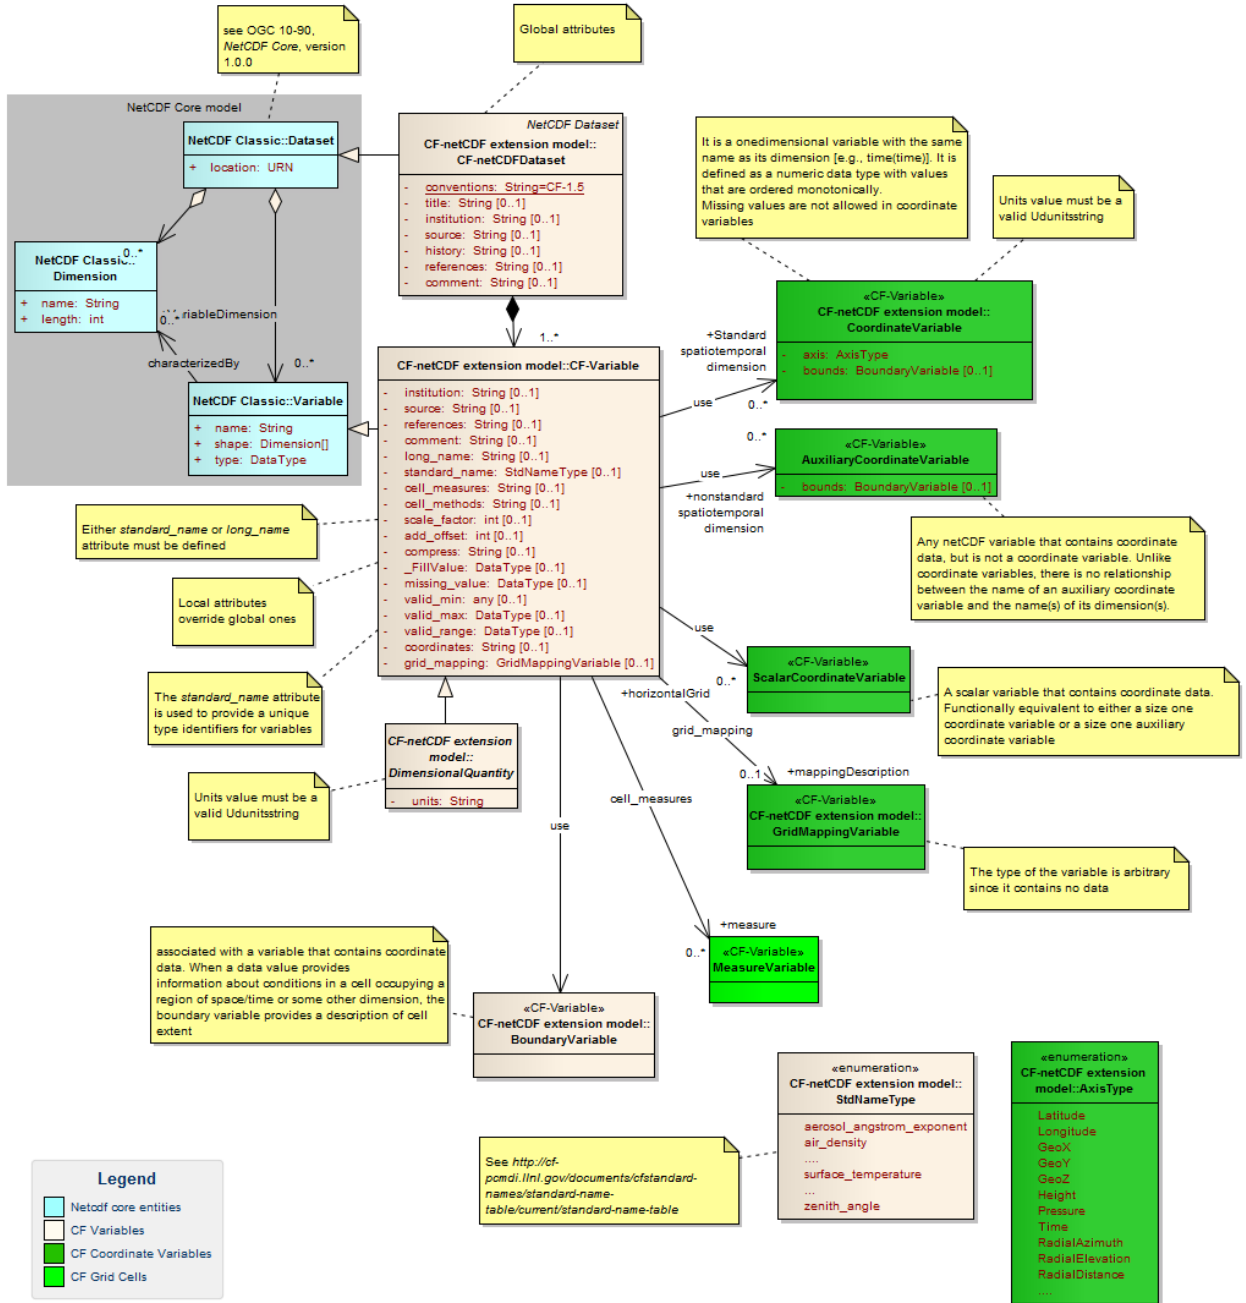 see OGC 10-90,
NetCDF Core, version
1.0.0
Global attributes
NetCDF Core model
NetCDF Classic::Dataset
+ location: URN
NetCDF Dataset
CF-netCDF extension model::
CF-netCDFDataset
- conventions: String=CF-1.5
- title: String [0..1]
- institution: String [0..1]
- source: String [0..1]
- history: String [0..1]
- references: String [0..1]
- comment: String [0..1]
It is a onedimensional variable with the same
name as its dimension [e.g., time(time)]. It is
defined as a numeric data type with values
that are ordered monotonically.
Missing values are not allowed in coordinate
variables
Units value must be a
valid Udunitsstring
0..*
Dimension
+ name: String
+ length: int
0..*
characterizedBy
0..*
NetCDF Classic::Variable
+ name: String
+ shape: Dimension[]
+ type: DataType
1..*
CF-netCDF extension model::CF-Variable
- institution: String [0..1]
- source: String [0..1]
- references: String [0..1]
- comment: String [0..1]
- long_name: String [0..1]
- standard_name: StdNameType [0..1]
- cell_measures: String [0..1]
- cell_methods: String [0..1]
- scale_factor: int [0..1]
- add_offset: int [0..1]
- compress: String [0..1]
- _FillValue: DataType [0..1]
- missing_value: DataType [0..1]
- valid_min: any [0..1]
- valid_max: DataType [0..1]
- valid_range: DataType [0..1]
- coordinates: String [0..1]
- grid_mapping: GridMappingVariable [0..1]
+Standard
spatiotemporal
dimension
use
0..*
«CF-Variable»
CF-netCDF extension model::
CoordinateVariable
- axis: AxisType
- bounds: BoundaryVariable [0..1]
0..*
use
+nonstandard
spatiotemporal
dimension
«CF-Variable»
AuxiliaryCoordinateVariable
- bounds: BoundaryVariable [0..1]
Any netCDF variable that contains coordinate
data, but is not a coordinate variable. Unlike
coordinate variables, there is no relationship
between the name of an auxiliary coordinate
variable and the name(s) of its dimension(s).
Either standard_name or long_name
attribute must be defined
Local attributes
override global ones
The standard_name attribute
is used to provide a unique
type identifiers for variables
Units value must be a
valid Udunitsstring
CF-netCDF extension
model::
DimensionalQuantity
- units: String
use
0..*
«CF-Variable»
ScalarCoordinateVariable
A scalar variable that contains coordinate data.
Functionally equivalent to either a size one
coordinate variable or a size one auxiliary
coordinate variable
+horizontalGrid
grid_mapping
0..1
+mappingDescription
«CF-Variable»
CF-netCDF extension model::
GridMappingVariable
The type of the variable is arbitrary
since it contains no data
cell_measures
use
+measure
0..*
«CF-Variable»
MeasureVariable
associated with a variable that contains coordinate
data. When a data value provides
information about conditions in a cell occupying a
region of space/time or some other dimension, the
boundary variable provides a description of cell
extent
«CF-Variable»
CF-netCDF extension model::
BoundaryVariable
«enumeration»
CF-netCDF extension model::
StdNameType
aerosol_angstrom_exponent
air_density
....
surface_temperature
...
zenith_angle
See http://cf-
pcmdi.llnl.gov/documents/cfstandard-
names/standard-name-
table/current/standard-name-table
«enumeration»
CF-netCDF extension
model::AxisType
Latitude
Longitude
GeoX
GeoY
GeoZ
Height
Pressure
Time
RadialAzimuth
RadialElevation
RadialDistance
....
Legend
Netcdf core entities
CF Variables
CF Coordinate Variables
CF Grid Cells